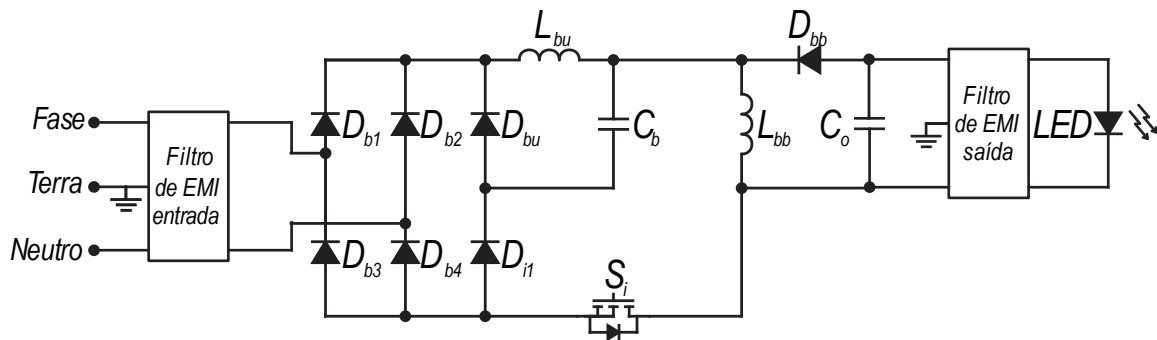 L_bu
D_bb
Fase
Terra
Neutro
Filtro
de EMI
entrada
D_b1
D_b2
D_bu
C_b
L_bb
C_o
Filtro
de EMI
saída
LED
D_b3
D_b4
D_i1
S_i